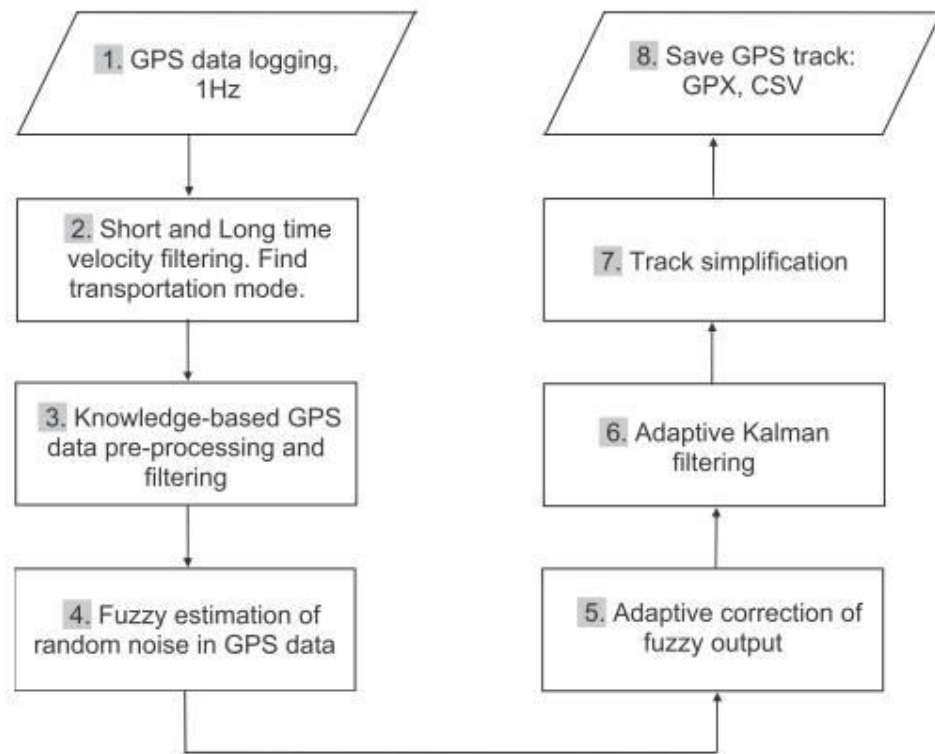 1. GPS data logging,
1Hz
2. Short and Long time
velocity filtering. Find
transportation mode.
3. Knowledge-based GPS
data pre-processing and
filtering
4. Fuzzy estimation of
random noise in GPS data
5. Adaptive correction of
fuzzy output
6. Adaptive Kalman
filtering
7. Track simplification
8. Save GPS track:
GPX, CSV